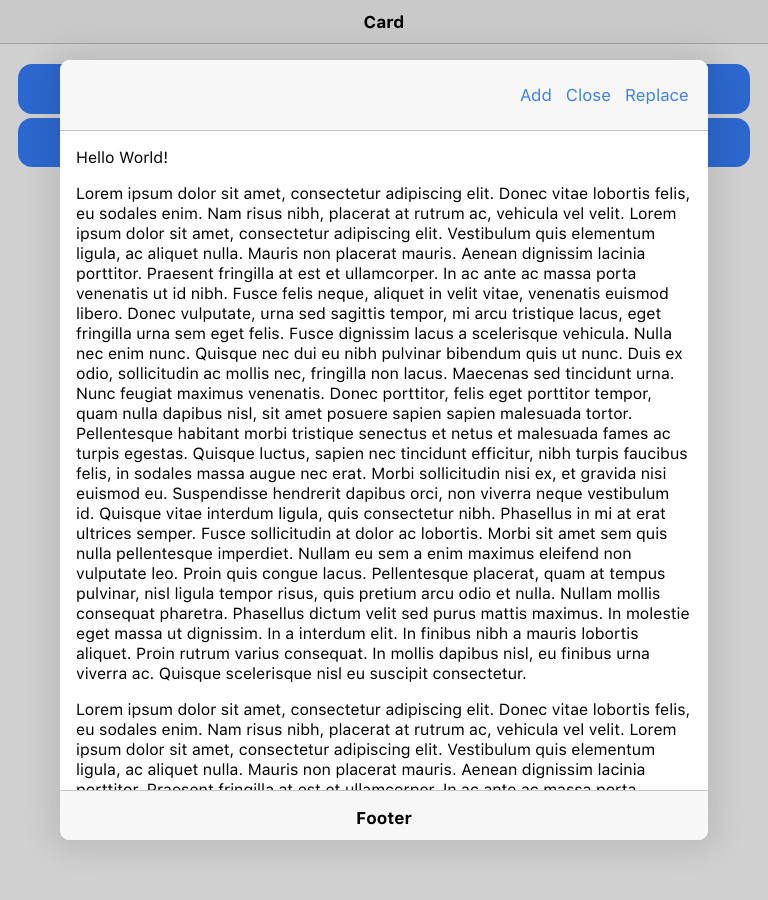 Card
Add Close Replace
Hello World!
Lorem ipsum dolor sit amet, consectetur adipiscing elit. Donec vitae lobortis felis,
eu sodales enim. Nam risus nibh, placerat at rutrum ac, vehicula vel velit. Lorem
ipsum dolor sit amet, consectetur adipiscing elit. Vestibulum quis elementum
ligula, ac aliquet nulla. Mauris non placerat mauris. Aenean dignissim lacinia
porttitor. Praesent fringilla at est et ullamcorper. In ac ante ac massa porta
venenatis ut id nibh. Fusce felis neque, aliquet in velit vitae, venenatis euismod
libero. Donec vulputate, urna sed sagittis tempor, mi arcu tristique lacus, eget
fringilla urna sem eget felis. Fusce dignissim lacus a scelerisque vehicula. Nulla
nec enim nunc. Quisque nec dui eu nibh pulvinar bibendum quis ut nunc. Duis ex
odio, sollicitudin ac mollis nec, fringilla non lacus. Maecenas sed tincidunt urna.
Nunc feugiat maximus venenatis. Donec porttitor, felis eget porttitor tempor,
quam nulla dapibus nisl, sit amet posuere sapien sapien malesuada tortor.
Pellentesque habitant morbi tristique senectus et netus et malesuada fames ac
turpis egestas. Quisque luctus, sapien nec tincidunt efficitur, nibh turpis faucibus
felis, in sodales massa augue nec erat. Morbi sollicitudin nisi ex, et gravida nisi
euismod eu. Suspendisse hendrerit dapibus orci, non viverra neque vestibulum
id. Quisque vitae interdum ligula, quis consectetur nibh. Phasellus in mi at erat
ultrices semper. Fusce sollicitudin at dolor ac lobortis. Morbi sit amet sem quis
nulla pellentesque imperdiet. Nullam eu sem a enim maximus eleifend non
vulputate leo. Proin quis congue lacus. Pellentesque placerat, quam at tempus
pulvinar, nisl ligula tempor risus, quis pretium arcu odio et nulla. Nullam mollis
consequat pharetra. Phasellus dictum velit sed purus mattis maximus. In molestie
eget massa ut dignissim. In a interdum elit. In finibus nibh a mauris lobortis
aliquet. Proin rutrum varius consequat. In mollis dapibus nisl, eu finibus urna
viverra ac. Quisque scelerisque nisl eu suscipit consectetur.
Lorem ipsum dolor sit amet, consectetur adipiscing elit. Donec vitae lobortis felis,
eu sodales enim. Nam risus nibh, placerat at rutrum ac, vehicula vel velit. Lorem
ipsum dolor sit amet, consectetur adipiscing elit. Vestibulum quis elementum
ligula, ac aliquet nulla. Mauris non placerat mauris. Aenean dignissim lacinia
porttitor. Praesent fringilla at est et ullamcorper. In ac ante ac massa porta
Footer